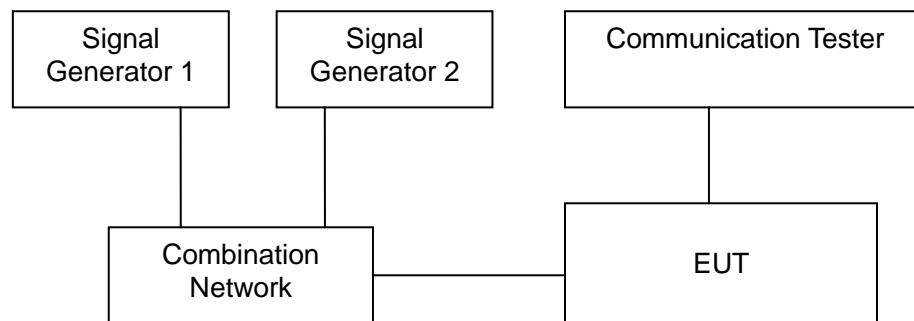 Signal
Generator 1
Signal
Generator 2
Communication Tester
Combination
Network
EUT